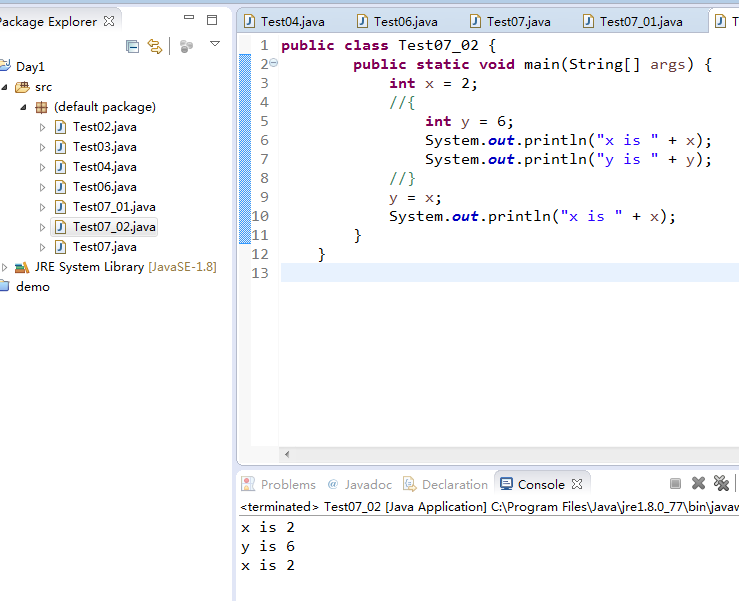 Package Explorer
Day1
src
(default package)
Test02.java
Test03.java
Test04.java
Test06.java
Test07_01.java
Test07_02.java
Test07.java
JRE System Library [JavaSE-1.8]
demo
Test04.java Test06.java Test07.java Test07_01.java T
1 public class Test07_02 {
2 public static void main(String[] args) {
3 int x = 2;
4 //{
5 int y = 6;
6 System.out.println("x is " + x);
7 System.out.println("y is " + y);
8 //}
9 y = x;
10 System.out.println("x is " + x);
11 }
12 }
13
Problems @ Javadoc Declaration Console
<terminated> Test07_02 [Java Application] C:\Program Files\Java\jre1.8.0_77\bin\javaw
x is 2
y is 6
x is 2